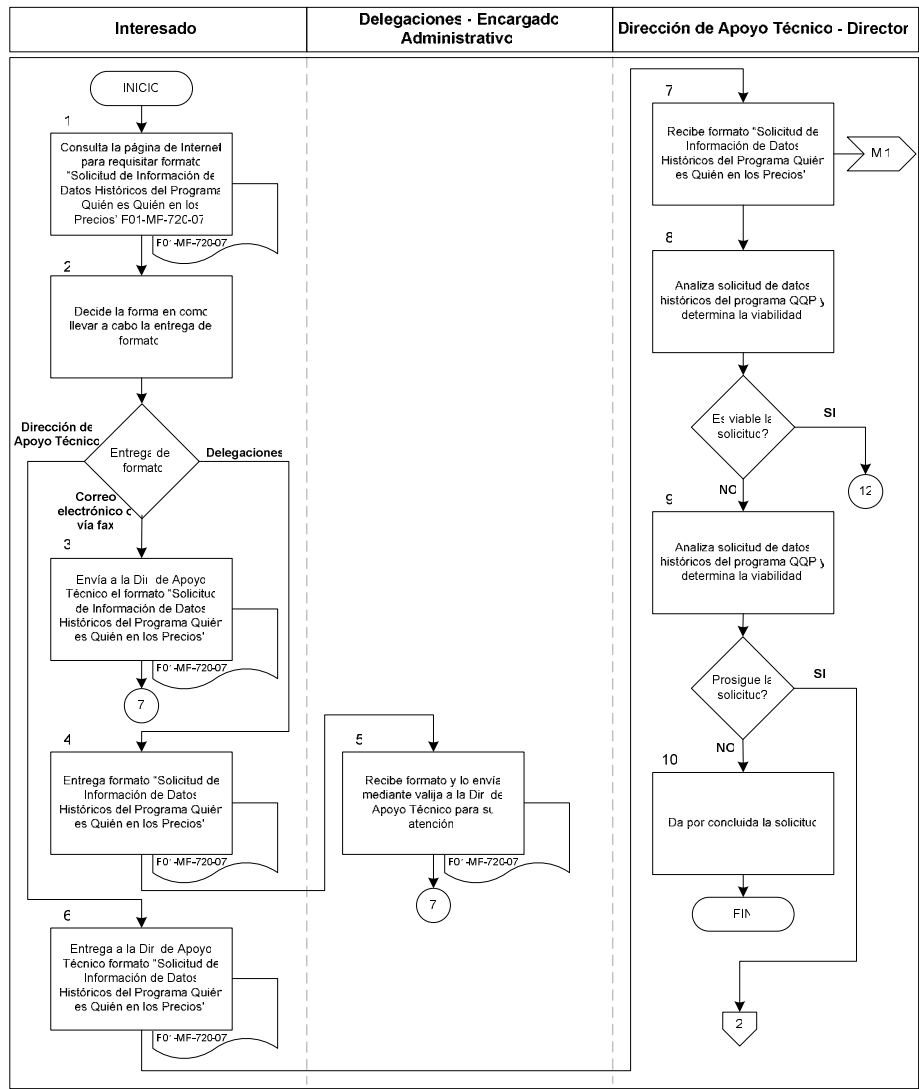 Interesado
Delegaciones - Encargado
Administrativo
Dirección de Apoyo Técnico - Director
INICIO
1
Consulta la página de Internet
para requisitar formato
"Solicitud de Información de
Datos Históricos del Programa
Quién es Quién en los
Precios" F01-MF-720-07
F01-MF-720-07
2
Decide la forma en como
llevar a cabo la entrega de
formato
Dirección de
Apoyo Técnico
Entrega de
formato
Delegaciones
Correo
electrónico o
vía fax
3
Envía a la Dir. de Apoyo
Técnico el formato "Solicitud
de Información de Datos
Históricos del Programa Quién
es Quién en los Precios"
F01-MF-720-07
7
4
Entrega formato "Solicitud de
Información de Datos
Históricos del Programa Quién
es Quién en los Precios"
F01-MF-720-07
5
Recibe formato y lo envía
mediante valija a la Dir. de
Apoyo Técnico para su
atención
F01-MF-720-07
7
6
Entrega a la Dir. de Apoyo
Técnico formato "Solicitud de
Información de Datos
Históricos del Programa Quién
es Quién en los Precios"
F01-MF-720-07
7
Recibe formato "Solicitud de
Información de Datos
Históricos del Programa Quién
es Quién en los Precios"
M 1
8
Analiza solicitud de datos
históricos del programa QQP y
determina la viabilidad
Es viable la
solicitud?
SI
12
NO
9
Analiza solicitud de datos
históricos del programa QQP y
determina la viabilidad
Prosigue la
solicitud?
SI
NO
10
Da por concluida la solicitud
FIN
2